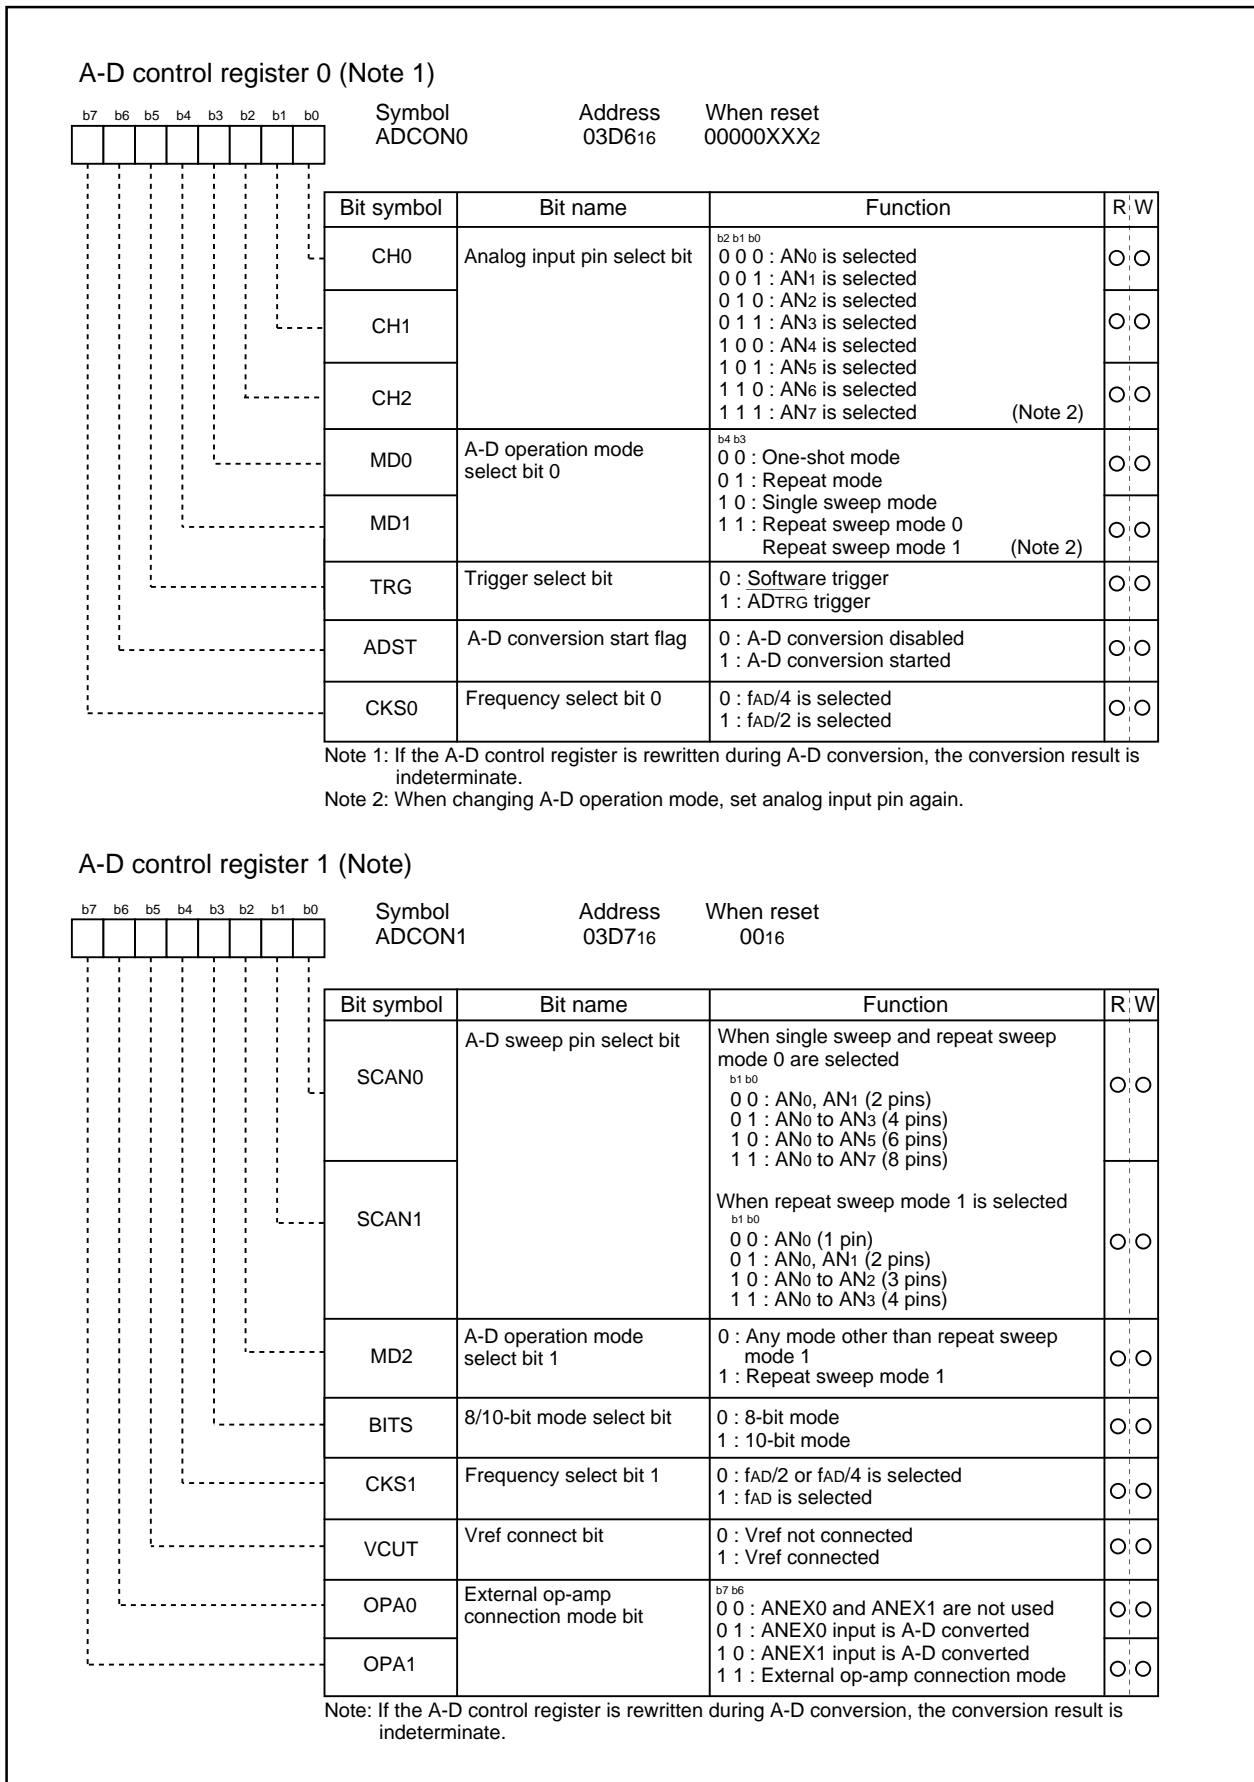 A-D control register 0 (Note 1)
b7 b6 b5 b4 b3 b2 b1 b0
Symbol Address When reset
ADCON0 03D616 00000XXX2
Bit symbol Bit name Function R W
CH0 Analog input pin select bit
b2 b1 b0
0 0 0 : AN0 is selected
0 0 1 : AN1 is selected
0 1 0 : AN2 is selected
CH1
0 1 1 : AN3 is selected
1 0 0 : AN4 is selected
1 0 1 : AN5 is selected
CH2
1 1 0 : AN6 is selected
1 1 1 : AN7 is selected (Note 2)
MD0 A-D operation mode
select bit 0
b4 b3
0 0 : One-shot mode
0 1 : Repeat mode
1 0 : Single sweep mode
MD1
1 1 : Repeat sweep mode 0
Repeat sweep mode 1 (Note 2)
TRG Trigger select bit
0 : Software trigger
1 : ADTRG trigger
ADST A-D conversion start flag
0 : A-D conversion disabled
1 : A-D conversion started
CKS0 Frequency select bit 0
0 : fAD/4 is selected
1 : fAD/2 is selected
Note 1: If the A-D control register is rewritten during A-D conversion, the conversion result is
indeterminate.
Note 2: When changing A-D operation mode, set analog input pin again.
A-D control register 1 (Note)
b7 b6 b5 b4 b3 b2 b1 b0
Symbol Address When reset
ADCON1 03D716 0016
Bit symbol Bit name Function R W
SCAN0 A-D sweep pin select bit
When single sweep and repeat sweep
mode 0 are selected
b1 b0
0 0 : AN0, AN1 (2 pins)
0 1 : AN0 to AN3 (4 pins)
1 0 : AN0 to AN5 (6 pins)
1 1 : AN0 to AN7 (8 pins)
SCAN1
When repeat sweep mode 1 is selected
b1 b0
0 0 : AN0 (1 pin)
0 1 : AN0, AN1 (2 pins)
1 0 : AN0 to AN2 (3 pins)
1 1 : AN0 to AN3 (4 pins)
MD2 A-D operation mode
select bit 1
0 : Any mode other than repeat sweep
mode 1
1 : Repeat sweep mode 1
BITS 8/10-bit mode select bit
0 : 8-bit mode
1 : 10-bit mode
CKS1 Frequency select bit 1
0 : fAD/2 or fAD/4 is selected
1 : fAD is selected
VCUT Vref connect bit
0 : Vref not connected
1 : Vref connected
OPA0 External op-amp
connection mode bit
b7 b6
0 0 : ANEX0 and ANEX1 are not used
0 1 : ANEX0 input is A-D converted
OPA1
1 0 : ANEX1 input is A-D converted
1 1 : External op-amp connection mode
Note: If the A-D control register is rewritten during A-D conversion, the conversion result is
indeterminate.